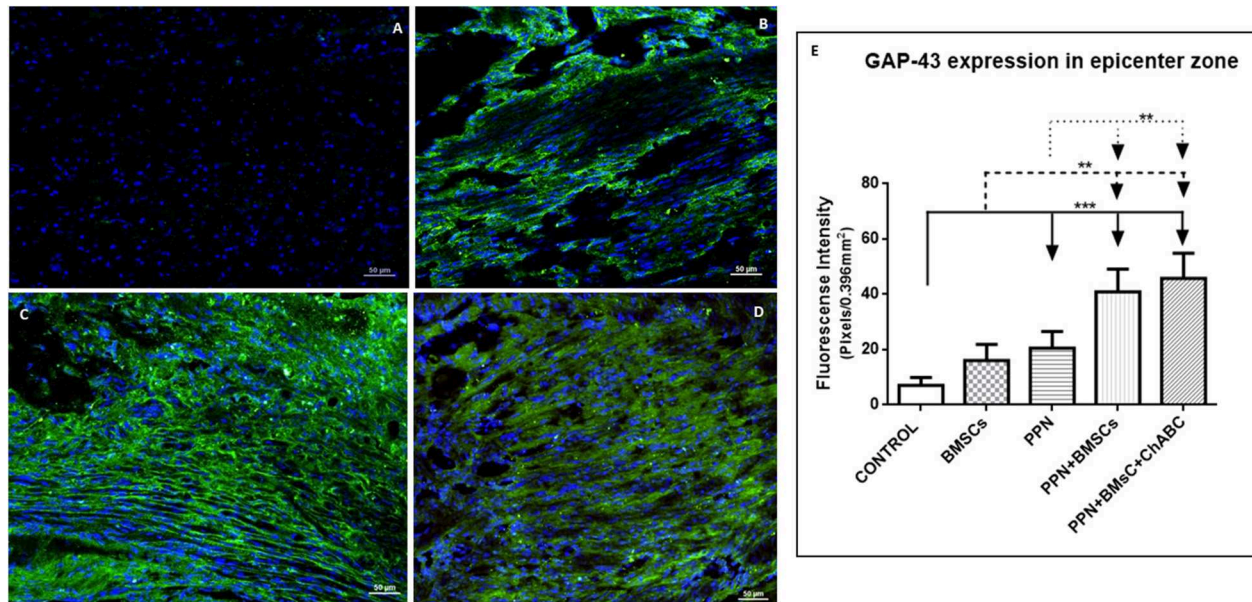 A
50 µm
B
50 µm
C
50 µm
D
50 µm
E
GAP-43 expression in epicenter zone
**
**
***
Fluorescence Intensity
(Pixels/0.396mm²)
80
60
40
20
0
CONTROL
BMSCs
PPN
PPN+BMSCs
PPN+BMsC+ChABC